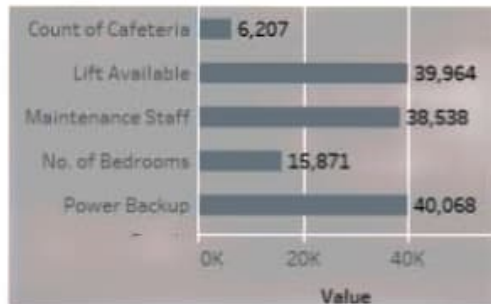 Count of Cafeteria 6,207
Lift Available 39,964
Maintenance Staff 38,538
No. of Bedrooms 15,871
Power Backup 40,068
0K 20K 40K
Value